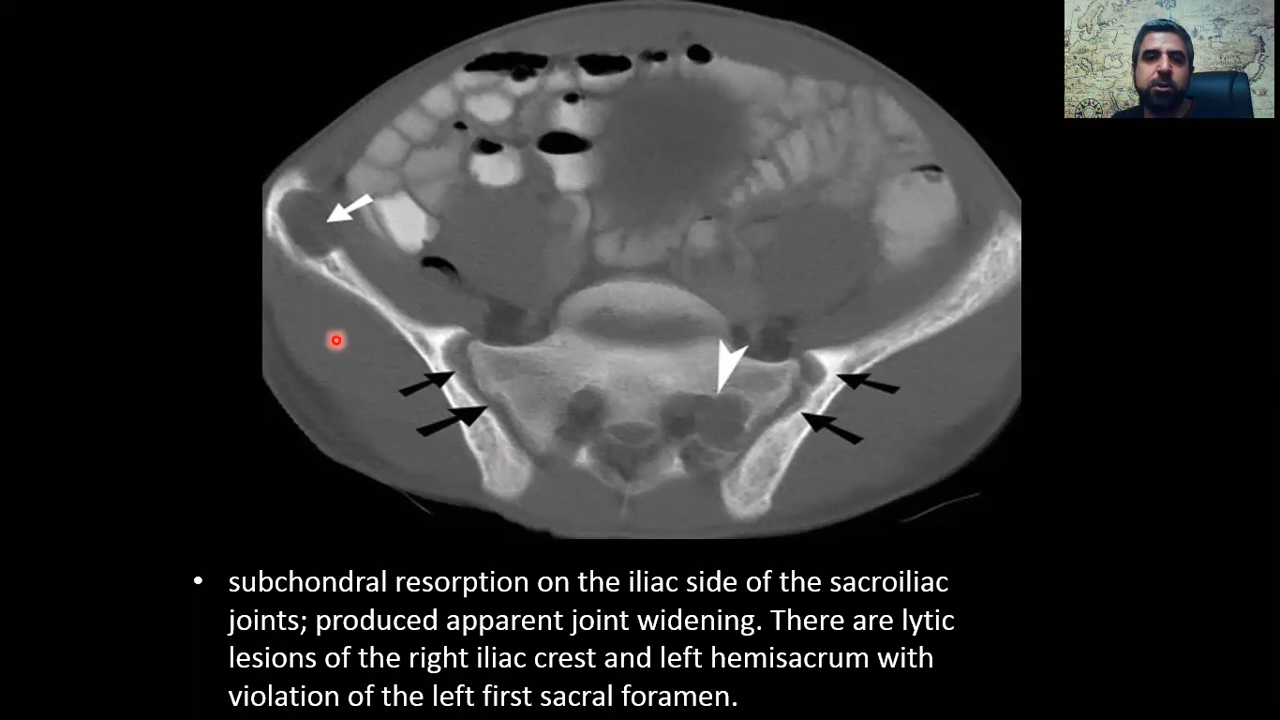 • subchondral resorption on the iliac side of the sacroiliac
joints; produced apparent joint widening. There are lytic
lesions of the right iliac crest and left hemisacrum with
violation of the left first sacral foramen.